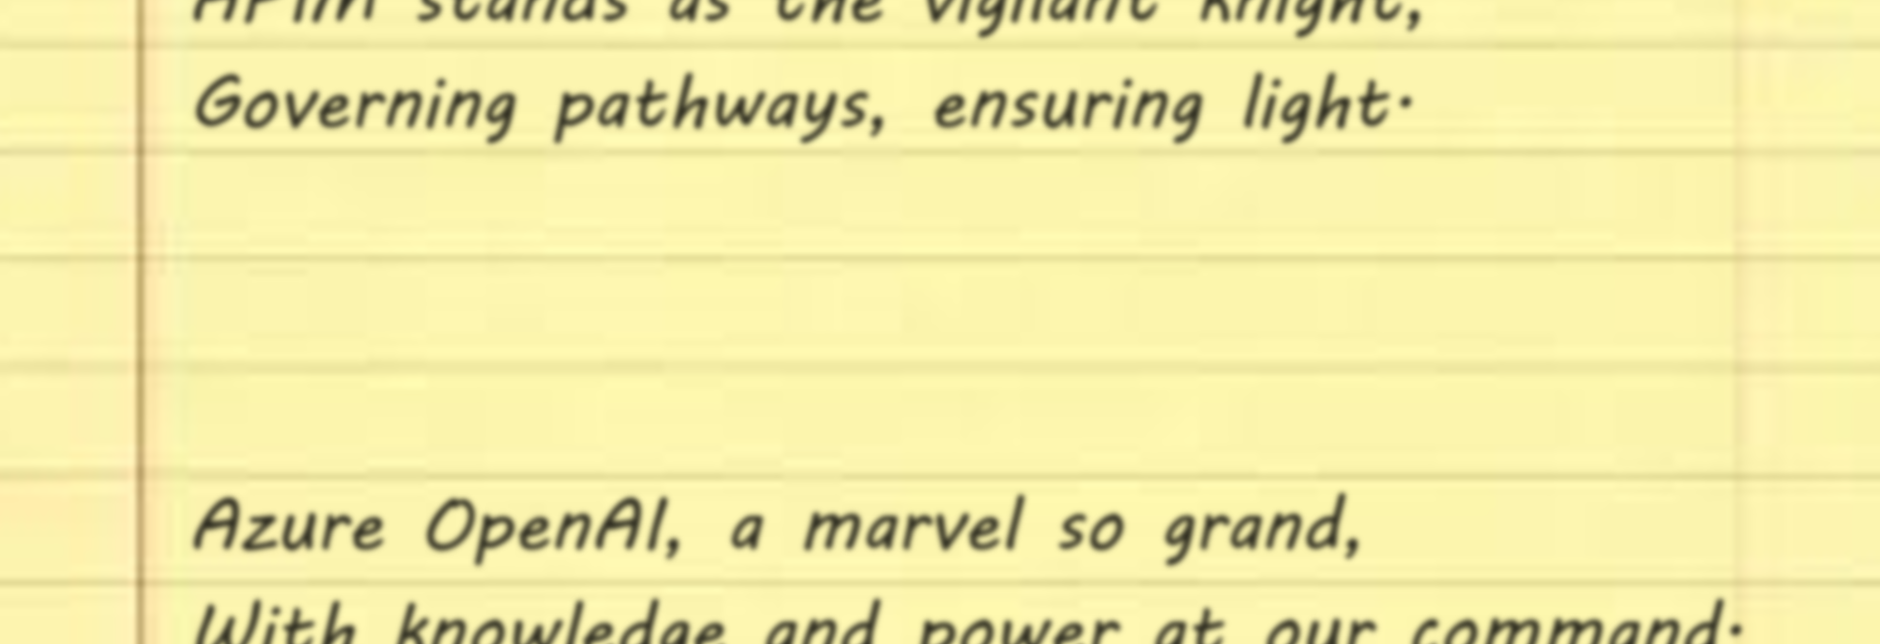 APIM stands as the vigilant knight,
Governing pathways, ensuring light.
Azure OpenAI, a marvel so grand,
With knowledge and power at our command.